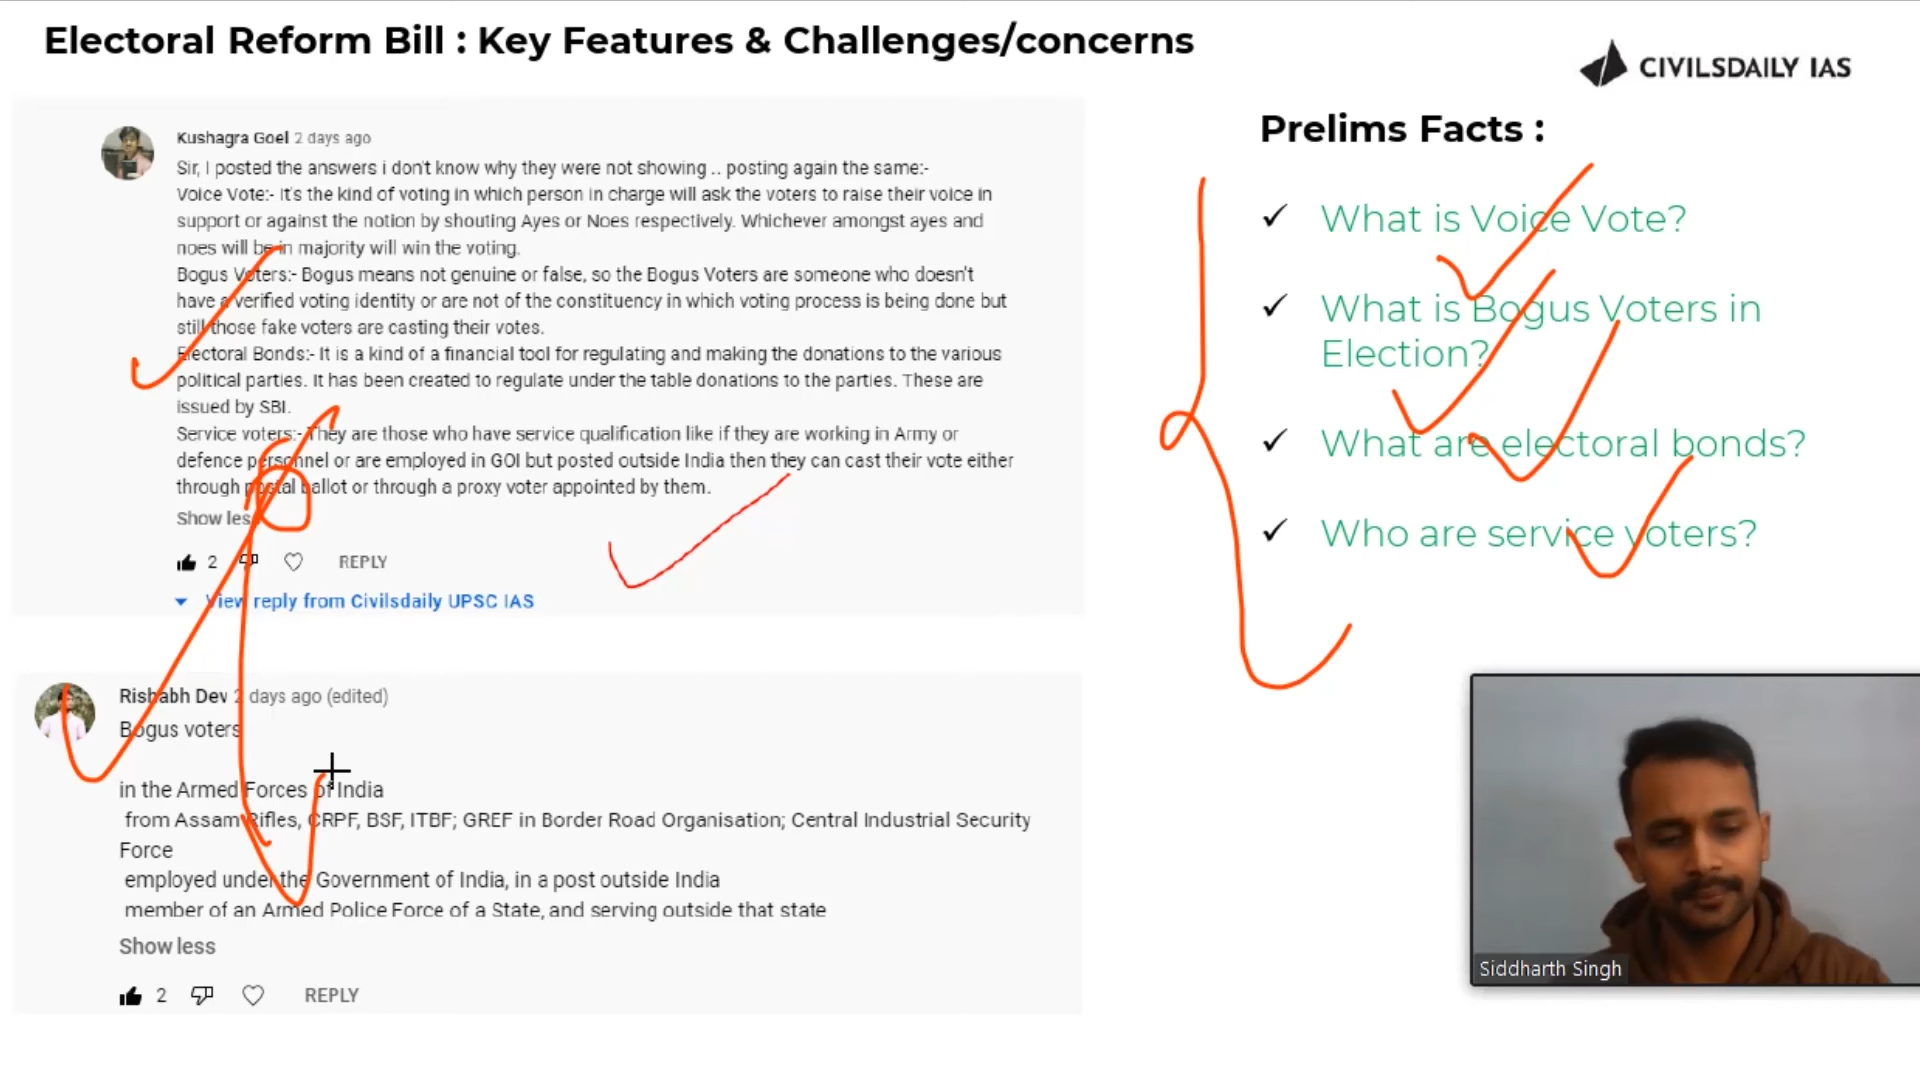 Electoral Reform Bill : Key Features & Challenges/concerns
CIVILSDAILY IAS
Kushagra Goel 2 days ago
Sir, I posted the answers i don't know why they were not showing .. posting again the same:-
Voice Vote:- It's the kind of voting in which person in charge will ask the voters to raise their voice in
support or against the notion by shouting Ayes or Noes respectively. Whichever amongst ayes and
noes will be in majority will win the voting.
Bogus Voters:- Bogus means not genuine or false, so the Bogus Voters are someone who doesn't
have a verified voting identity or are not of the constituency in which voting process is being done but
still those fake voters are casting their votes.
Electoral Bonds:- It is a kind of a financial tool for regulating and making the donations to the various
political parties. It has been created to regulate under the table donations to the parties. These are
issued by SBI.
Service voters:- They are those who have service qualification like if they are working in Army or
defence personnel or are employed in GOI but posted outside India then they can cast their vote either
through postal ballot or through a proxy voter appointed by them.
Show less
2 REPLY
View reply from Civilsdaily UPSC IAS
Rishabh Dev 2 days ago (edited)
Bogus voters
in the Armed Forces of India
from Assam Rifles, CRPF, BSF, ITBF; GREF in Border Road Organisation; Central Industrial Security
Force
employed under the Government of India, in a post outside India
member of an Armed Police Force of a State, and serving outside that state
Show less
2 REPLY
Prelims Facts :
What is Voice Vote?
What is Bogus Voters in
Election?
What are electoral bonds?
Who are service voters?
Siddharth Singh